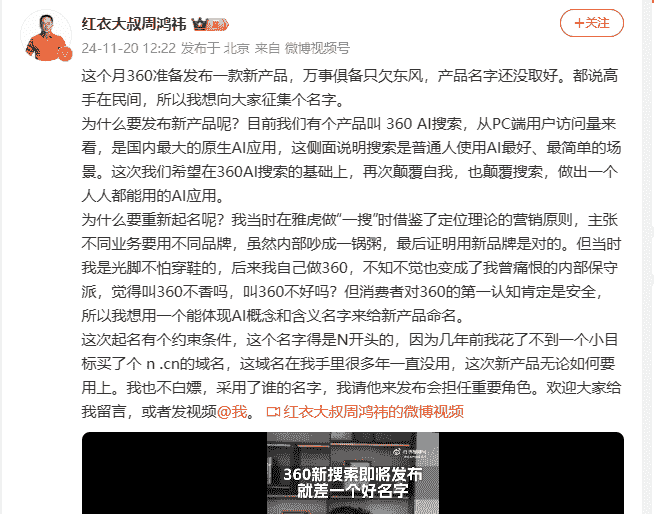 红衣大叔周鸿祎
+关注
24-11-20 12:22 发布于 北京 来自 微博视频号
这个月360准备发布一款新产品，万事俱备只欠东风，产品名字还没取好。都说高
手在民间，所以我想向大家征集个名字。
为什么要发布新产品呢？目前我们有个产品叫 360 AI搜索，从PC端用户访问量来
看，是国内最大的原生AI应用，这侧面说明搜索是普通人使用AI最好、最简单的场
景。这次我们希望在360AI搜索的基础上，再次颠覆自我，也颠覆搜索，做出一个
人人都能用的AI应用。
为什么要重新起名呢？我当时在雅虎做“一搜”时借鉴了定位理论的营销原则，主张
不同业务要用不同品牌，虽然内部吵成一锅粥，最后证明用新品牌是对的。但当时
我是光脚不怕穿鞋的，后来我自己做360，不知不觉也变成了我曾痛恨的内部保守
派，觉得叫360不香吗，叫360不好吗？但消费者对360的第一认知肯定是安全，
所以我想用一个能体现AI概念和含义名字来给新产品命名。
这次起名有个约束条件，这个名字得是N开头的，因为几年前我花了不到一个小目
标买了个 n .cn的域名，这域名在我手里很多年一直没用，这次新产品无论如何要
用上。我也不白嫖，采用了谁的名字，我请他来发布会担任重要角色。欢迎大家给
我留言，或者发视频@我。 红衣大叔周鸿祎的微博视频
360新搜索即将发布
就差一个好名字